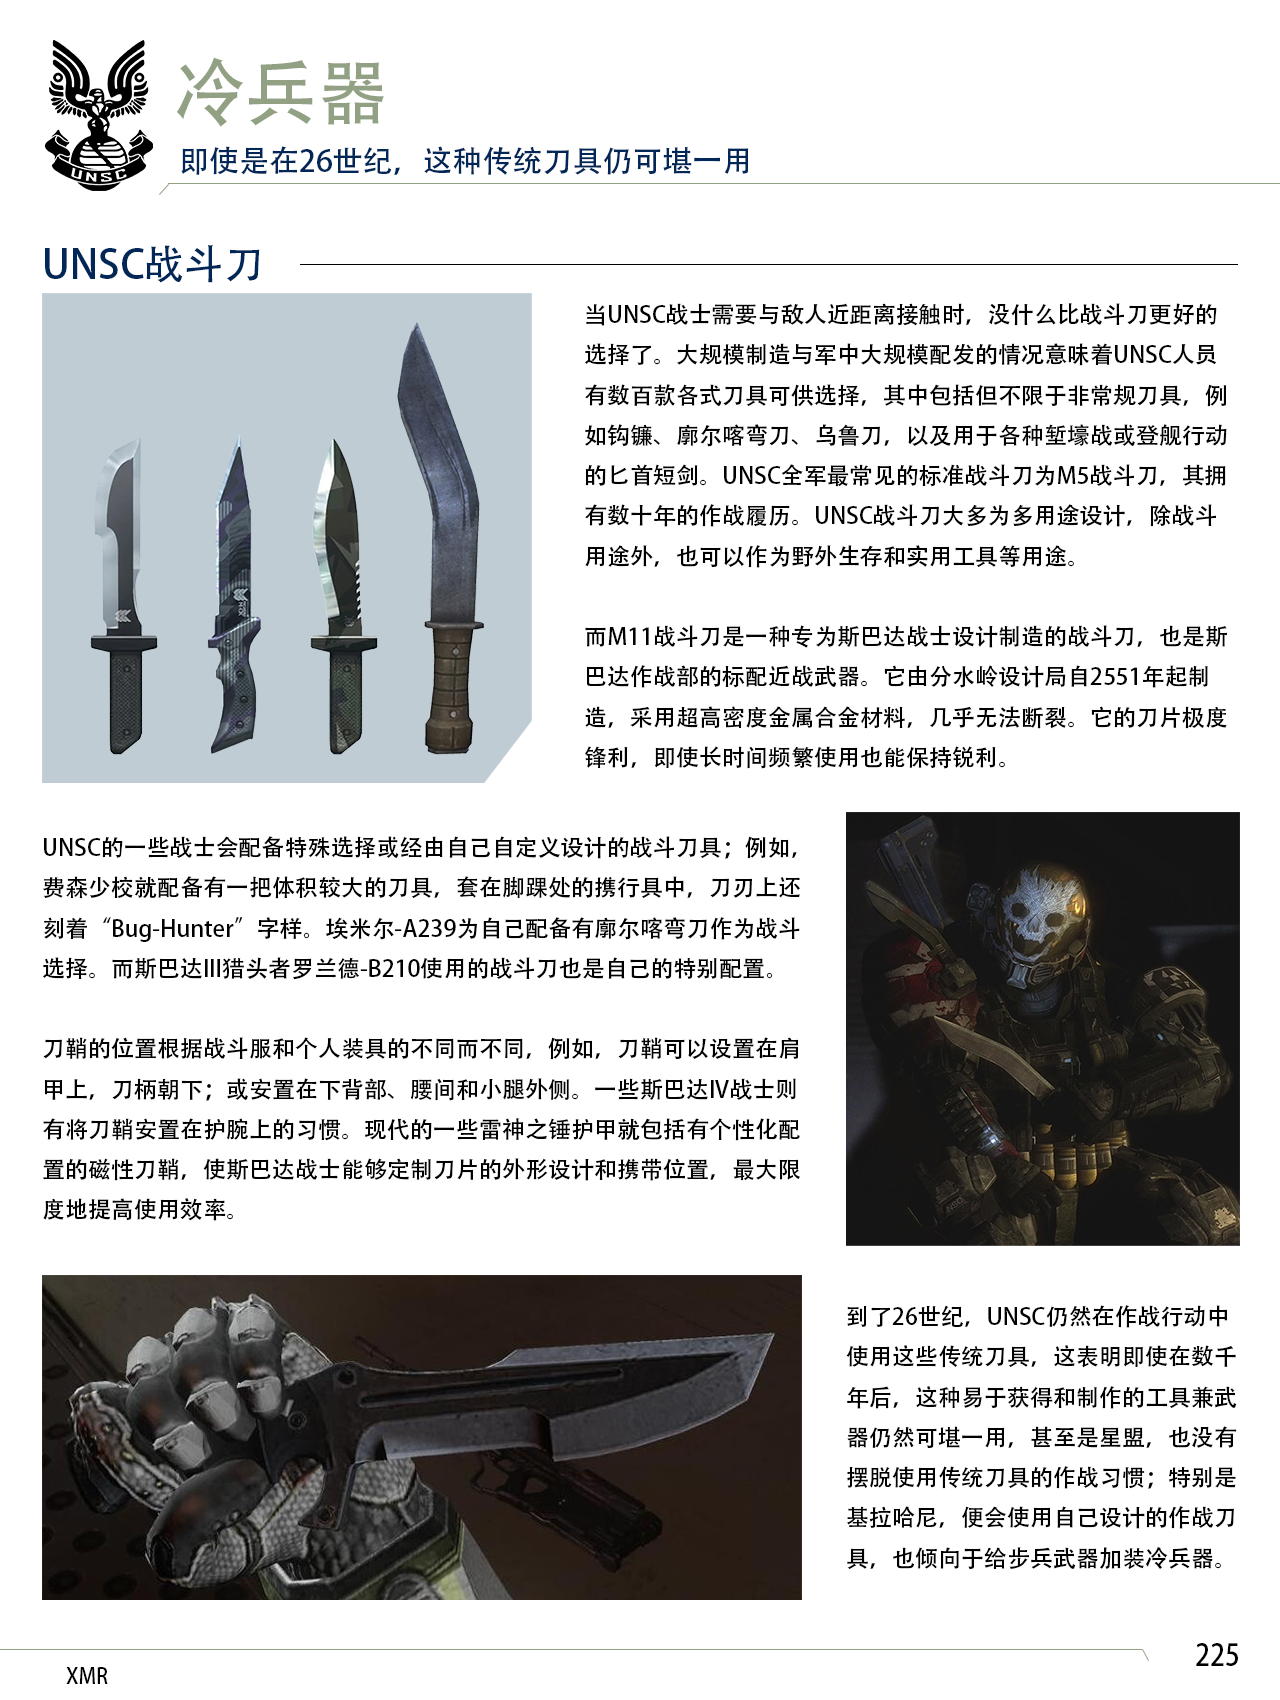 UNSC
冷兵器
即使是在26世纪，这种传统刀具仍可堪一用
UNSC战斗刀
当UNSC战士需要与敌人近距离接触时，没什么比战斗刀更好的
选择了。大规模制造与军中大规模配发的情况意味着UNSC人员
有数百款各式刀具可供选择，其中包括但不限于非常规刀具，例
如钩镰、廓尔喀弯刀、乌鲁刀，以及用于各种堑壕战或登舰行动
的匕首短剑。UNSC全军最常见的标准战斗刀为M5战斗刀，其拥
有数十年的作战履历。UNSC战斗刀大多为多用途设计，除战斗
用途外，也可以作为野外生存和实用工具等用途。
而M11战斗刀是一种专为斯巴达战士设计制造的战斗刀，也是斯
巴达作战部的标配近战武器。它由分水岭设计局自2551年起制
造，采用超高密度金属合金材料，几乎无法断裂。它的刀片极度
锋利，即使长时间频繁使用也能保持锐利。
UNSC的一些战士会配备特殊选择或经由自己自定义设计的战斗刀具；例如，
费森少校就配备有一把体积较大的刀具，套在脚踝处的携行具中，刀刃上还
刻着“Bug-Hunter”字样。埃米尔-A239为自己配备有廓尔喀弯刀作为战斗
选择。而斯巴达III猎头者罗兰德-B210使用的战斗刀也是自己的特别配置。
刀鞘的位置根据战斗服和个人装具的不同而不同，例如，刀鞘可以设置在肩
甲上，刀柄朝下；或安置在下背部、腰间和小腿外侧。一些斯巴达IV战士则
有将刀鞘安置在护腕上的习惯。现代的一些雷神之锤护甲就包括有个性化配
置的磁性刀鞘，使斯巴达战士能够定制刀片的外形设计和携带位置，最大限
度地提高使用效率。
到了26世纪，UNSC仍然在作战行动中
使用这些传统刀具，这表明即使在数千
年后，这种易于获得和制作的工具兼武
器仍然可堪一用，甚至是星盟，也没有
摆脱使用传统刀具的作战习惯；特别是
基拉哈尼，便会使用自己设计的作战刀
具，也倾向于给步兵武器加装冷兵器。
225
XMR